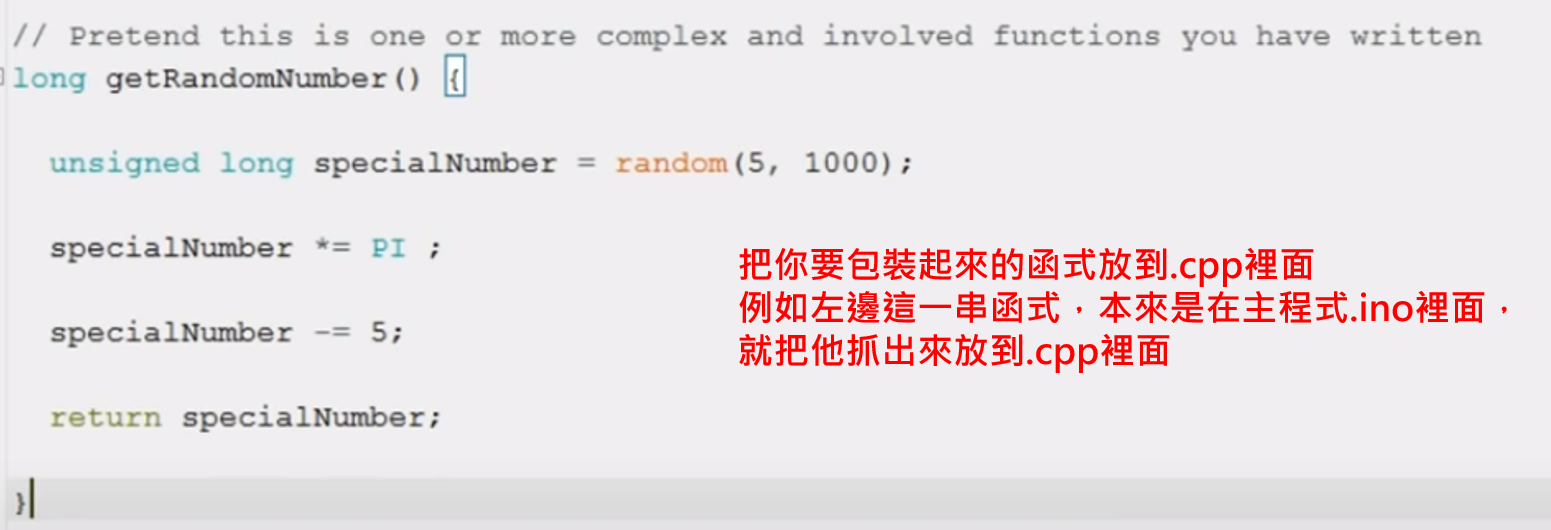 // Pretend this is one or more complex and involved functions you have written
long getRandomNumber() {
unsigned long specialNumber = random(5, 1000);
specialNumber *= PI ;
specialNumber -= 5;
return specialNumber;
}
把你要包裝起來的函式放到.cpp裡面
例如左邊這一串函式，本來是在主程式.ino裡面，
就把他抓出來放到.cpp裡面